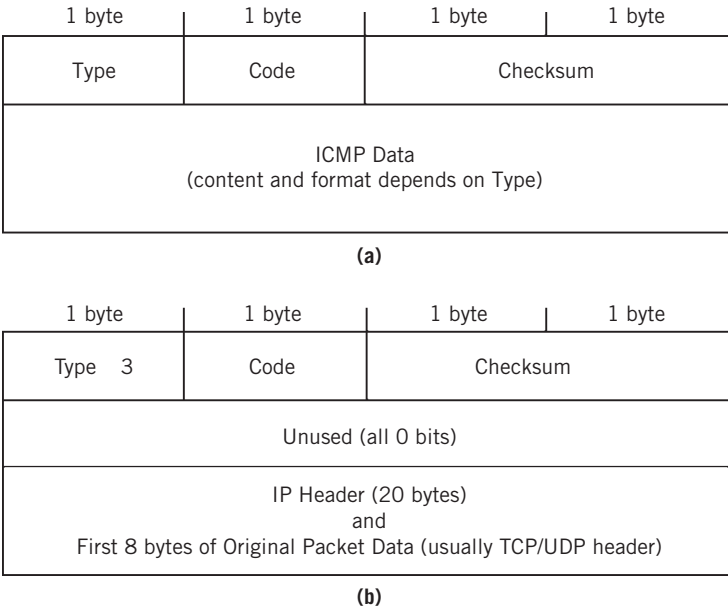 1 byte 1 byte 1 byte 1 byte
Type Code Checksum
ICMP Data
(content and format depends on Type)
(a)
1 byte 1 byte 1 byte 1 byte
Type 3 Code Checksum
Unused (all 0 bits)
IP Header (20 bytes)
and
First 8 bytes of Original Packet Data (usually TCP/UDP header)
(b)